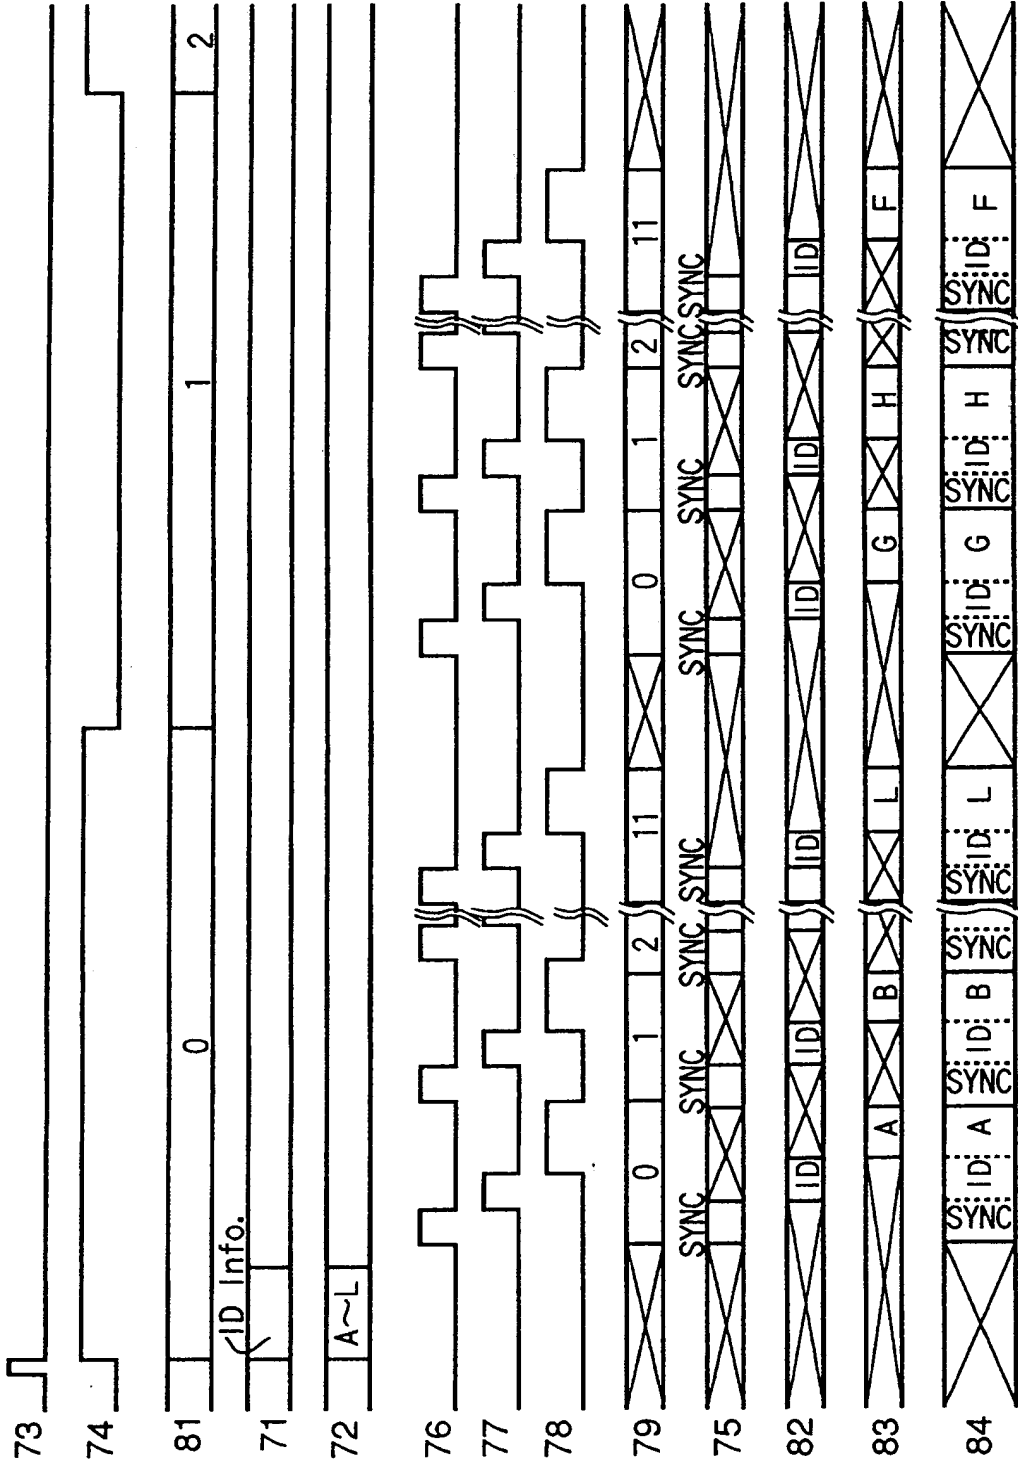 73
74
81 0 1 2
ID Info.
71
72 A~L
76
77
78
79 0 1 2 11 0 1 2 11
SYNC SYNC SYNC SYNC SYNC SYNC SYNC SYNC
75
82 ID ID ID ID ID ID
83 A B L G H F
84 SYNC ID A SYNC ID B SYNC SYNC ID L SYNC ID G SYNC ID H SYNC SYNC ID F